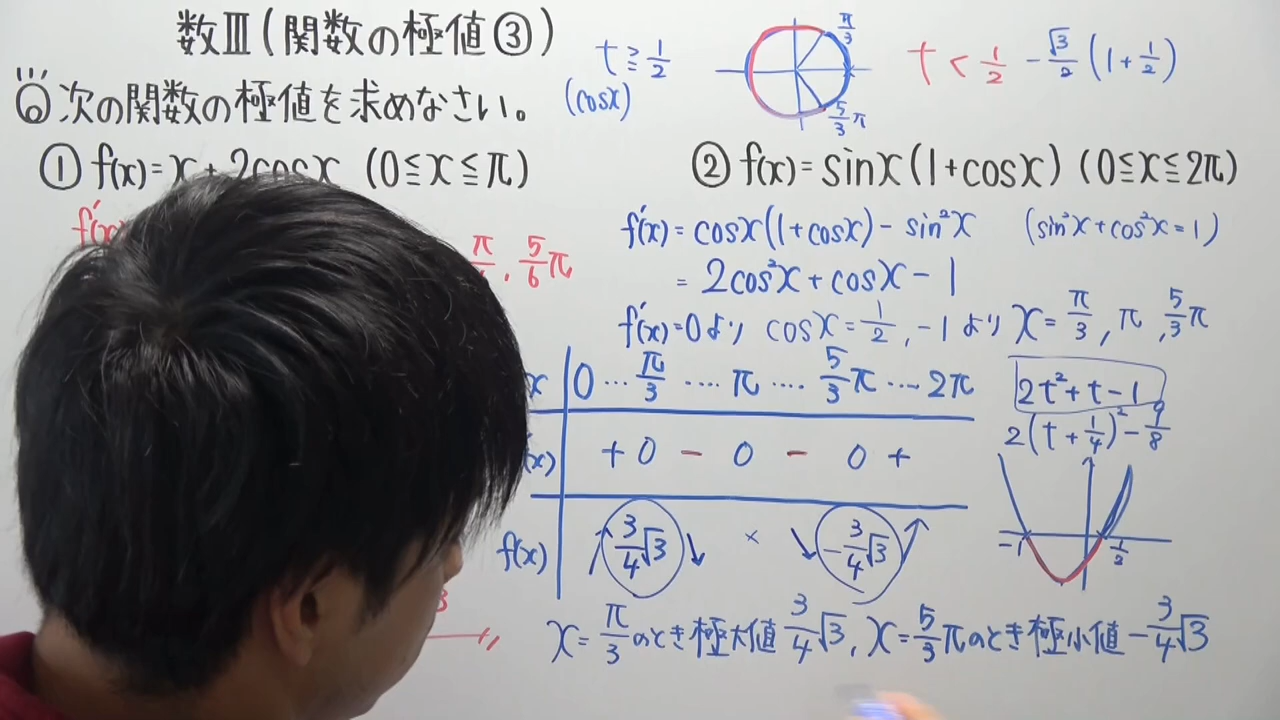 数Ⅲ(関数の極値③)
次の関数の極値を求めなさい。
① f(x)=x+2cosx (0≦x≦π)
f'(x)
π/6, 5/6π
t≧1/2
(cosx)
π/3
5/3π
t<1/2 -√3/2(1+1/2)
② f(x)=sinx(1+cosx) (0≦x≦2π)
f'(x)=cosx(1+cosx)-sin²x (sin²x+cos²x=1)
=2cos²x+cosx-1
f'(x)=0より cosx=1/2, -1 より x=π/3, π, 5/3π
x 0 … π/3 …. π …. 5/3π …. 2π
(x) + 0 - 0 - 0 +
f(x) ↗ 3/4√3 ↘ × ↘ -3/4√3 ↗
2t²+t-1
2(t+1/4)²-9/8
-1 1/2
x=π/3のとき極大値3/4√3, x=5/3πのとき極小値-3/4√3